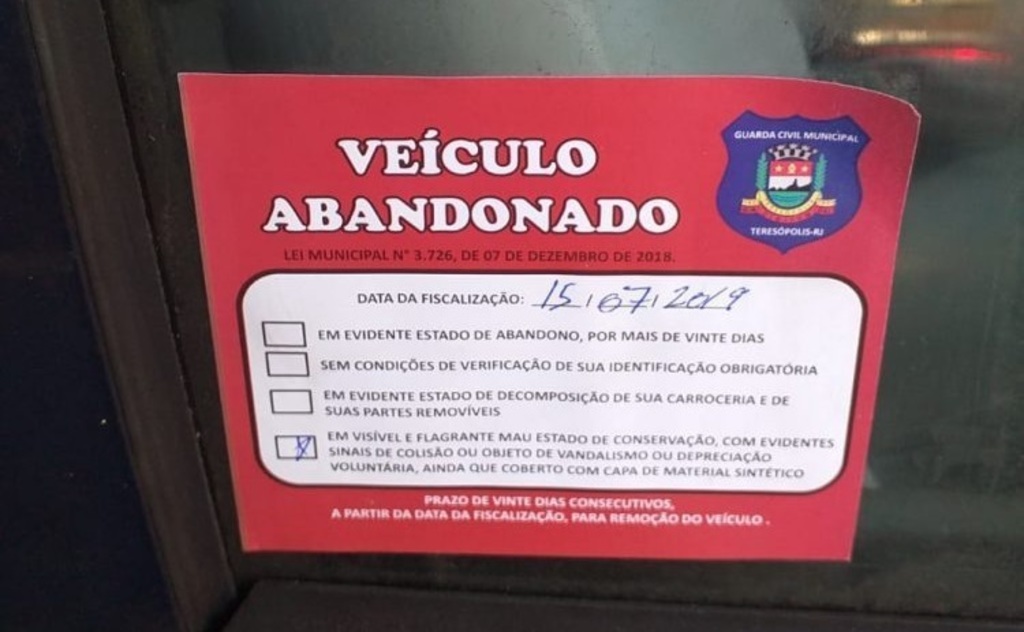 VEÍCULO
ABANDONADO
GUARDA CIVIL MUNICIPAL
TERESÓPOLIS-RJ
LEI MUNICIPAL N° 3.726, DE 07 DE DEZEMBRO DE 2018.
DATA DA FISCALIZAÇÃO: 15/07/2019
EM EVIDENTE ESTADO DE ABANDONO, POR MAIS DE VINTE DIAS
SEM CONDIÇÕES DE VERIFICAÇÃO DE SUA IDENTIFICAÇÃO OBRIGATÓRIA
EM EVIDENTE ESTADO DE DECOMPOSIÇÃO DE SUA CARROCERIA E DE
SUAS PARTES REMOVÍVEIS
X EM VISÍVEL E FLAGRANTE MAU ESTADO DE CONSERVAÇÃO, COM EVIDENTES
SINAIS DE COLISÃO OU OBJETO DE VANDALISMO OU DEPRECIAÇÃO
VOLUNTÁRIA, AINDA QUE COBERTO COM CAPA DE MATERIAL SINTÉTICO
PRAZO DE VINTE DIAS CONSECUTIVOS,
A PARTIR DA DATA DA FISCALIZAÇÃO, PARA REMOÇÃO DO VEÍCULO .